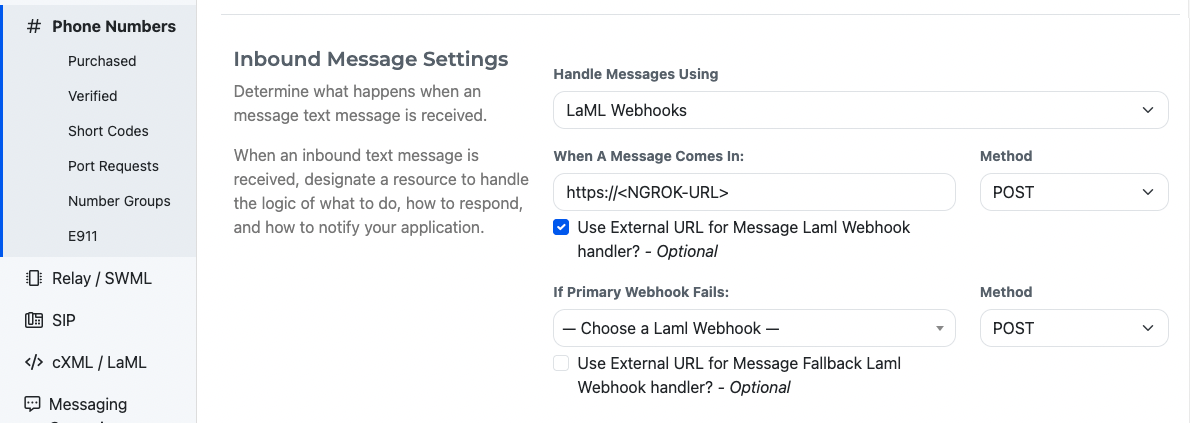 # Phone Numbers
Purchased
Verified
Short Codes
Port Requests
Number Groups
E911
Relay / SWML
SIP
cXML / LaML
Messaging
Inbound Message Settings
Determine what happens when an
message text message is received.
When an inbound text message is
received, designate a resource to handle
the logic of what to do, how to respond,
and how to notify your application.
Handle Messages Using
LaML Webhooks
When A Message Comes In:
Method
https://<NGROK-URL>
POST
Use External URL for Message Laml Webhook
handler? - Optional
If Primary Webhook Fails:
Method
— Choose a Laml Webhook —
POST
Use External URL for Message Fallback Laml
Webhook handler? - Optional